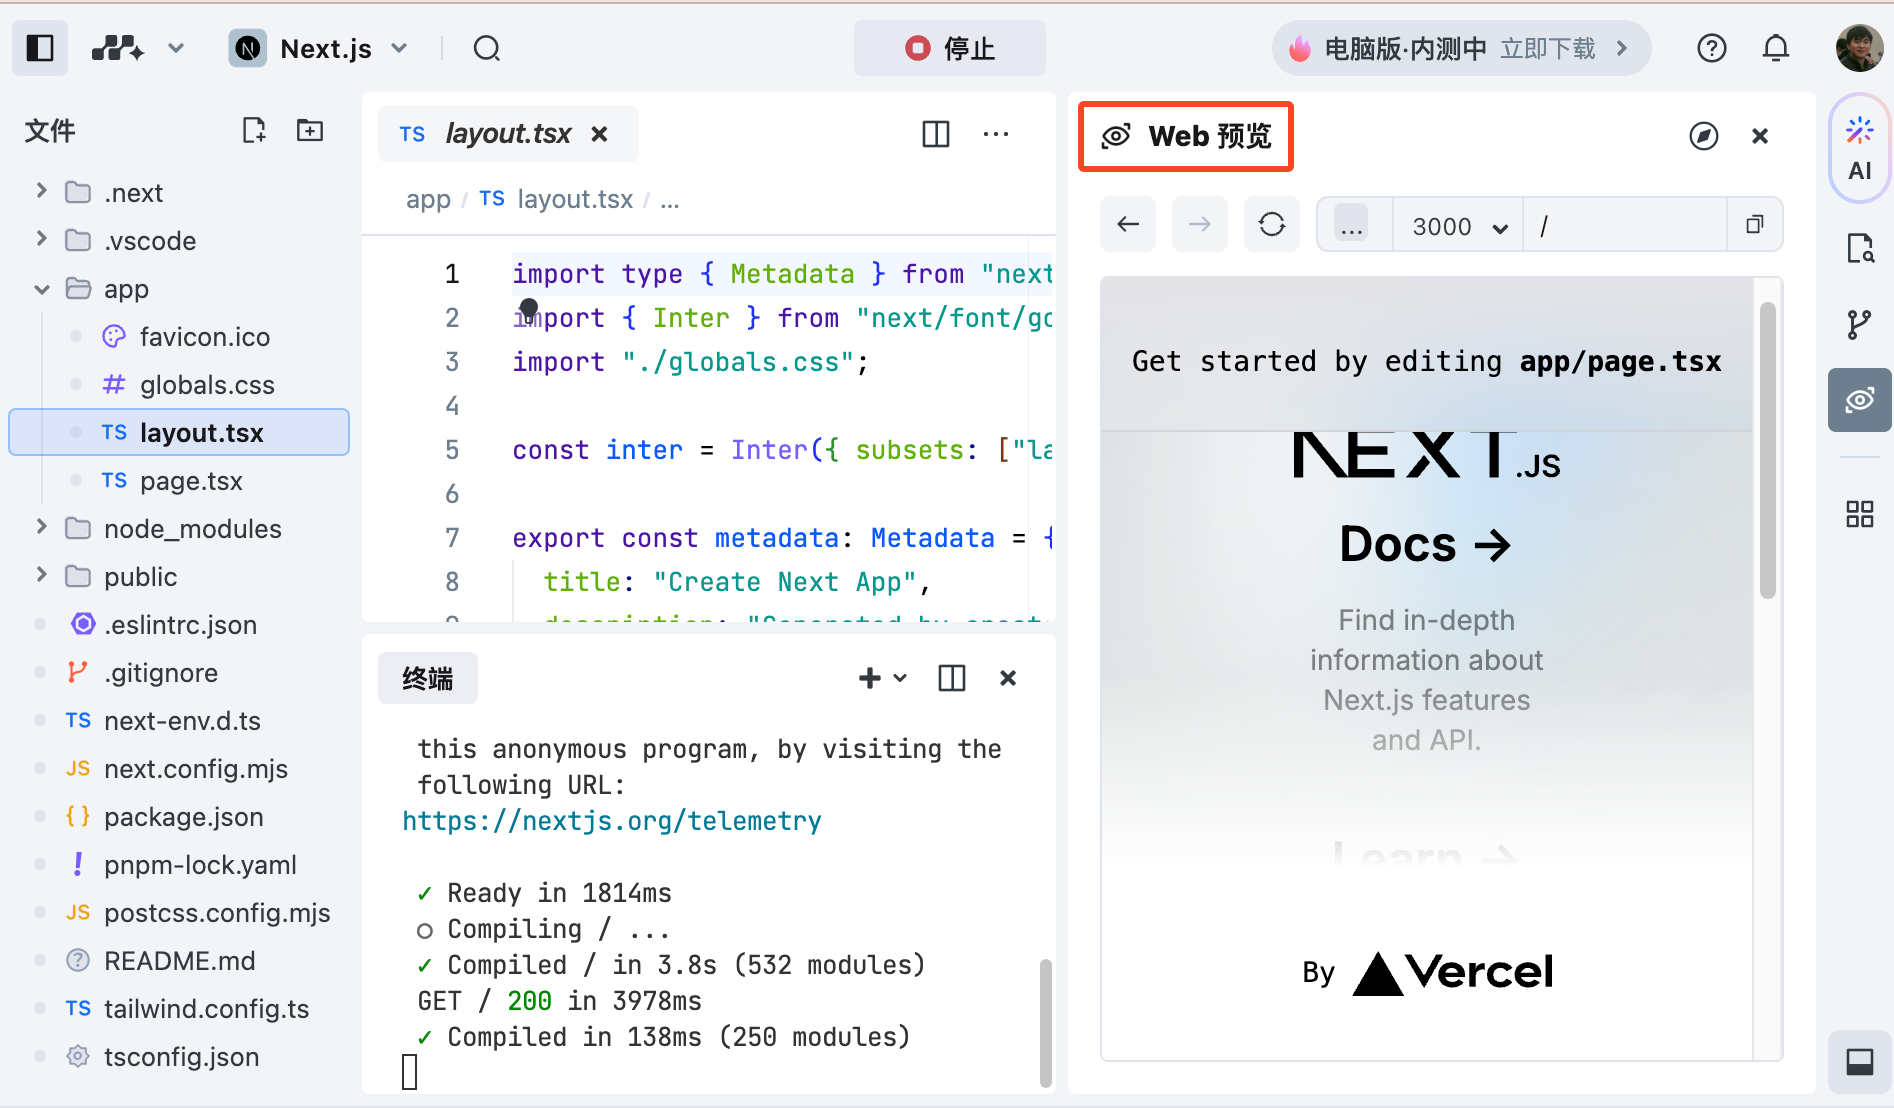 Next.js
停止
电脑版·内测中 立即下载
文件
.next
.vscode
app
favicon.ico
# globals.css
TS layout.tsx
TS page.tsx
node_modules
public
.eslintrc.json
.gitignore
TS next-env.d.ts
JS next.config.mjs
{ } package.json
! pnpm-lock.yaml
JS postcss.config.mjs
README.md
TS tailwind.config.ts
tsconfig.json
TS layout.tsx
app / TS layout.tsx / ...
1 import type { Metadata } from "next
2 import { Inter } from "next/font/go
3 import "./globals.css";
4
5 const inter = Inter({ subsets: ["la
6
7 export const metadata: Metadata = {
8 title: "Create Next App",
终端
this anonymous program, by visiting the
following URL:
https://nextjs.org/telemetry
✓ Ready in 1814ms
○ Compiling / ...
✓ Compiled / in 3.8s (532 modules)
GET / 200 in 3978ms
✓ Compiled in 138ms (250 modules)
Web 预览
... 3000 /
Get started by editing app/page.tsx
NEXT.JS
Docs →
Find in-depth
information about
Next.js features
and API.
Learn →
By Vercel
AI